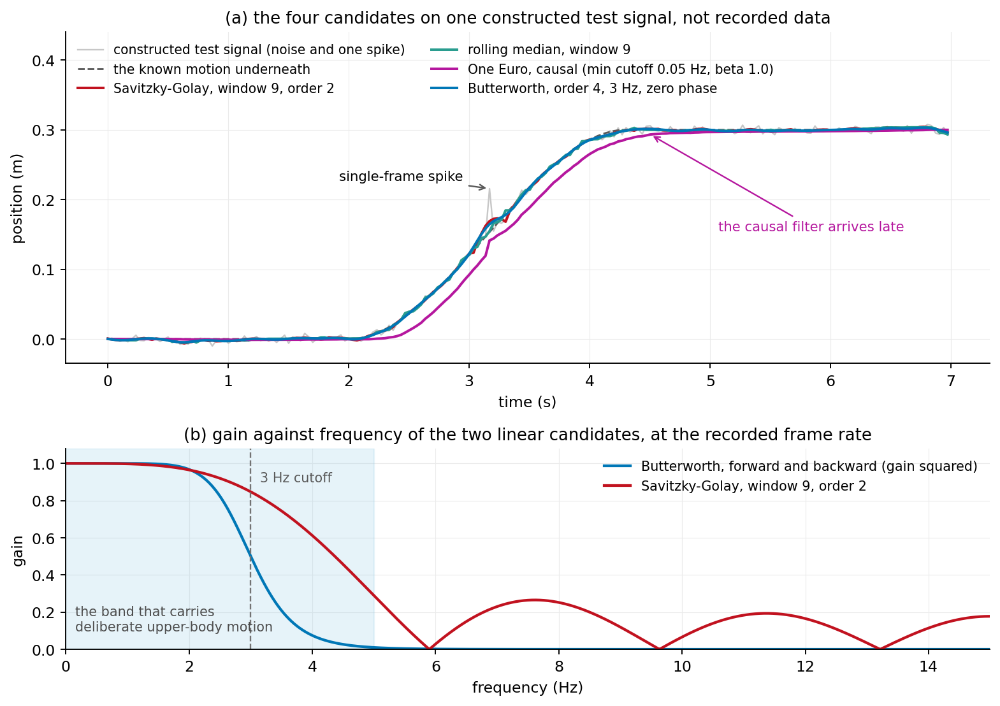 (a) the four candidates on one constructed test signal, not recorded data
constructed test signal (noise and one spike)
the known motion underneath
Savitzky-Golay, window 9, order 2
rolling median, window 9
One Euro, causal (min cutoff 0.05 Hz, beta 1.0)
Butterworth, order 4, 3 Hz, zero phase
0.4
0.3
0.2
0.1
0.0
position (m)
single-frame spike
the causal filter arrives late
0 1 2 3 4 5 6 7
time (s)
(b) gain against frequency of the two linear candidates, at the recorded frame rate
Butterworth, forward and backward (gain squared)
Savitzky-Golay, window 9, order 2
3 Hz cutoff
1.0
0.8
0.6
0.4
0.2
0.0
gain
the band that carries
deliberate upper-body motion
0 2 4 6 8 10 12 14
frequency (Hz)